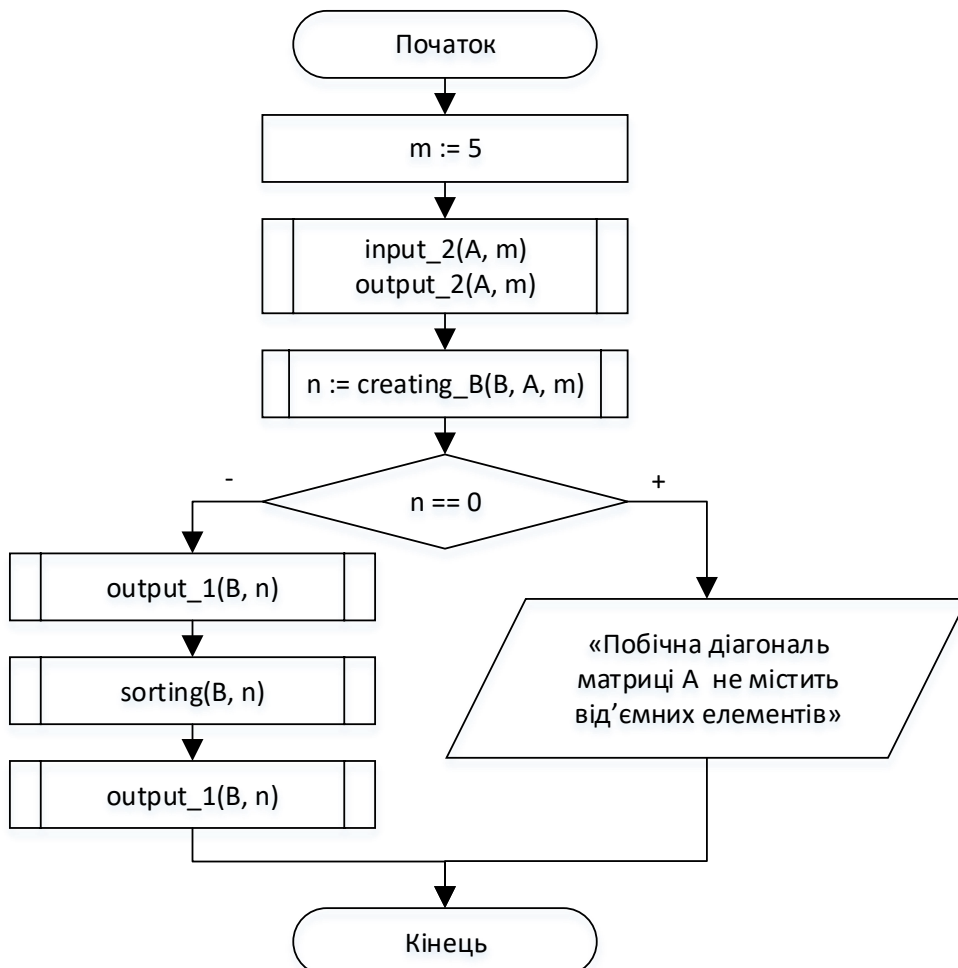 Початок
m := 5
input_2(A, m)
output_2(A, m)
n := creating_B(B, A, m)
n == 0
-
+
output_1(B, n)
sorting(B, n)
output_1(B, n)
«Побічна діагональ
матриці А не містить
від’ємних елементів»
Кінець